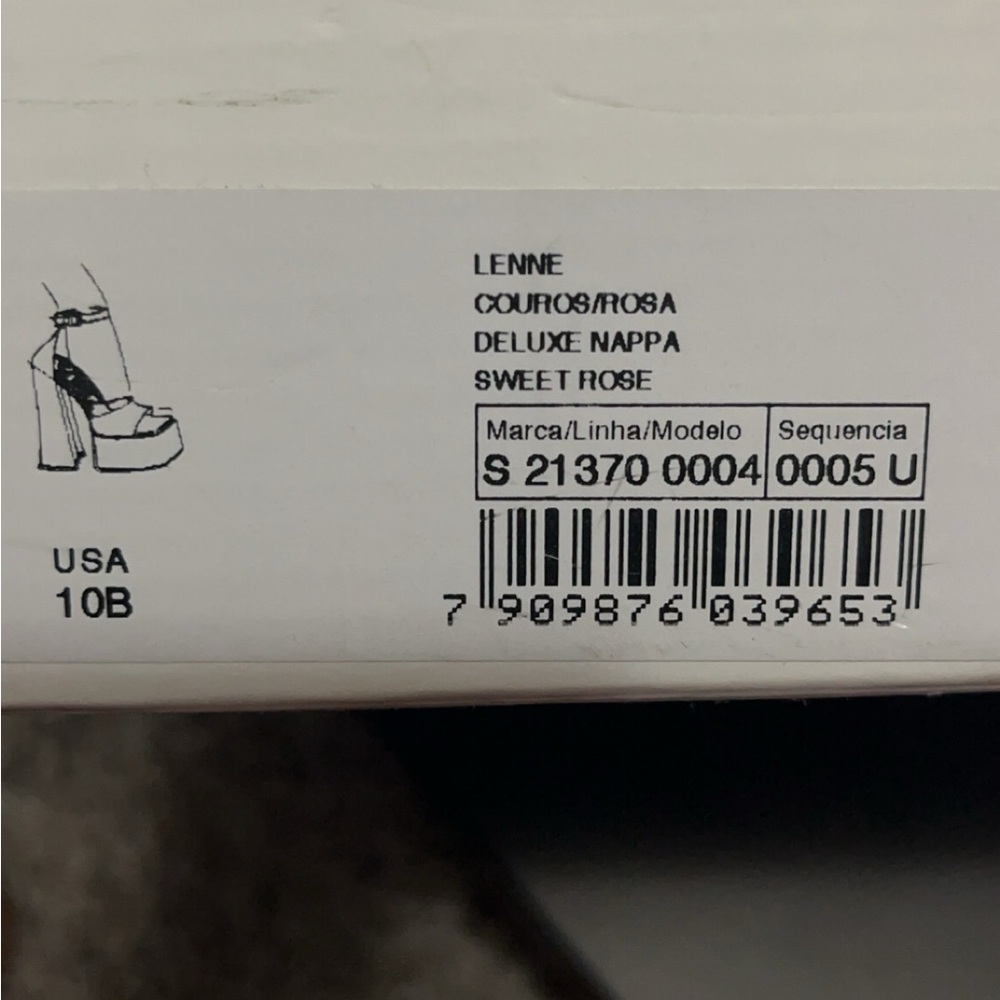 LENNE
COUROS/ROSA
DELUXE NAPPA
SWEET ROSE
Marca/Linha/Modelo Sequencia
S 21370 0004 0005 U
USA
10B
7 909876 039653